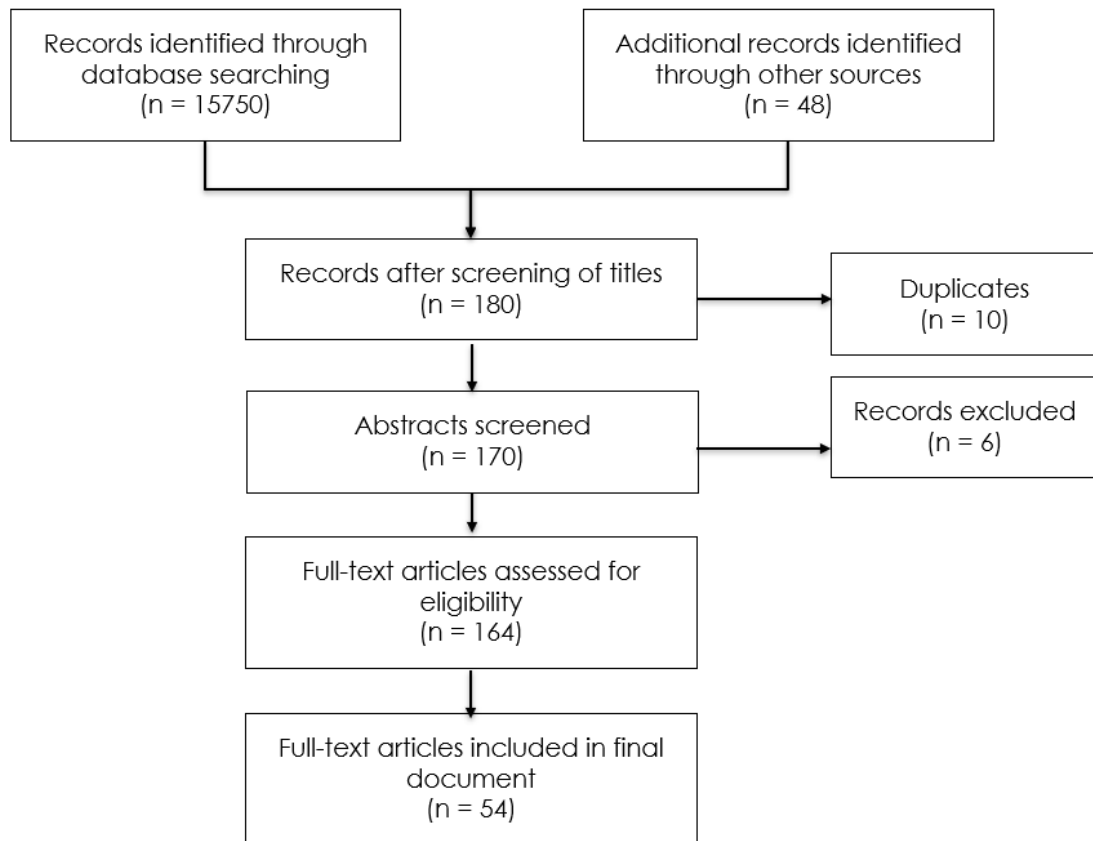 Records identified through
database searching
(n = 15750)
Additional records identified
through other sources
(n = 48)
Records after screening of titles
(n = 180)
Duplicates
(n = 10)
Abstracts screened
(n = 170)
Records excluded
(n = 6)
Full-text articles assessed for
eligibility
(n = 164)
Full-text articles included in final
document
(n = 54)